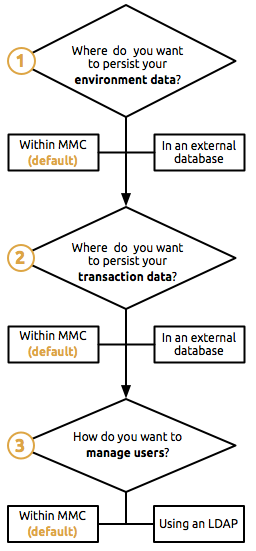 1
Where do you want
to persist your
environment data?
Within MMC
(default)
In an external
database
2
Where do you want
to persist your
transaction data?
Within MMC
(default)
In an external
database
3
How do you want to
manage users?
Within MMC
(default)
Using an LDAP